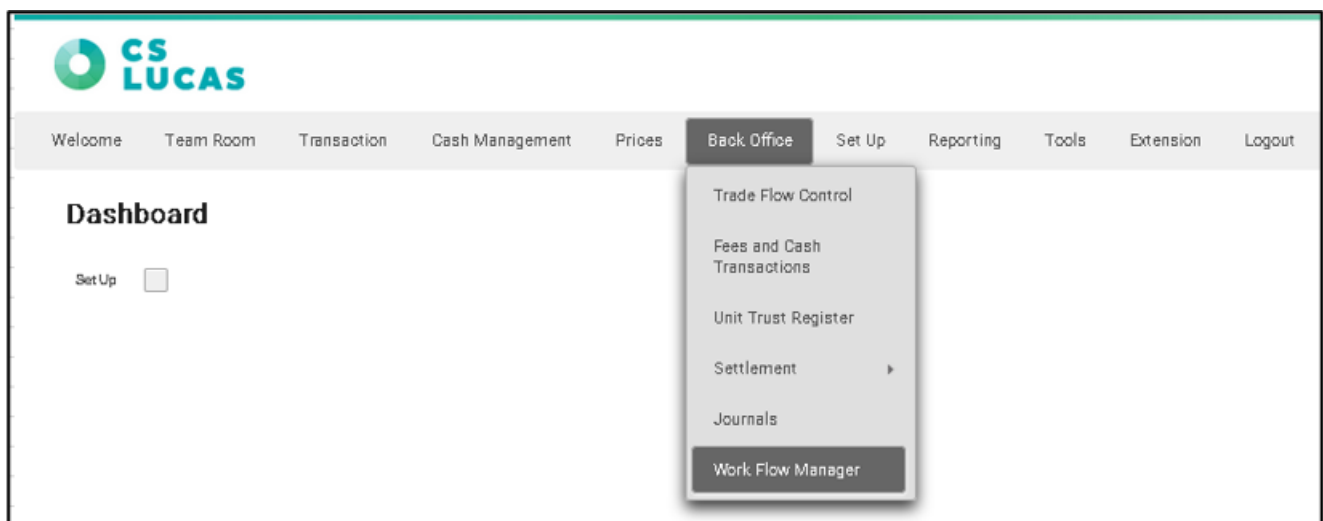 CS
LUCAS
Welcome Team Room Transaction Cash Management Prices Back Office Set Up Reporting Tools Extension Logout
Dashboard
Set Up
Trade Flow Control
Fees and Cash
Transactions
Unit Trust Register
Settlement
Journals
Work Flow Manager